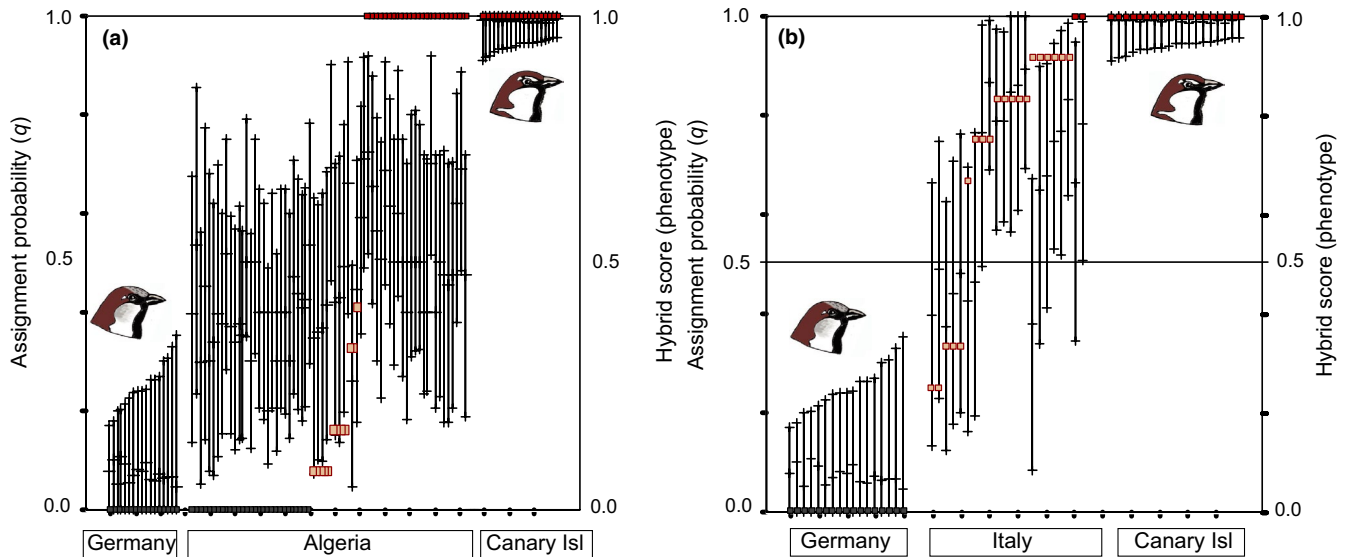 (a)
Assignment probability (q)
1.0
0.5
0.0
Germany
Algeria
Canary Isl
1.0
0.5
0.0
Hybrid score (phenotype)
(b)
Assignment probability (q)
1.0
0.5
0.0
Germany
Italy
Canary Isl
1.0
0.5
0.0
Hybrid score (phenotype)